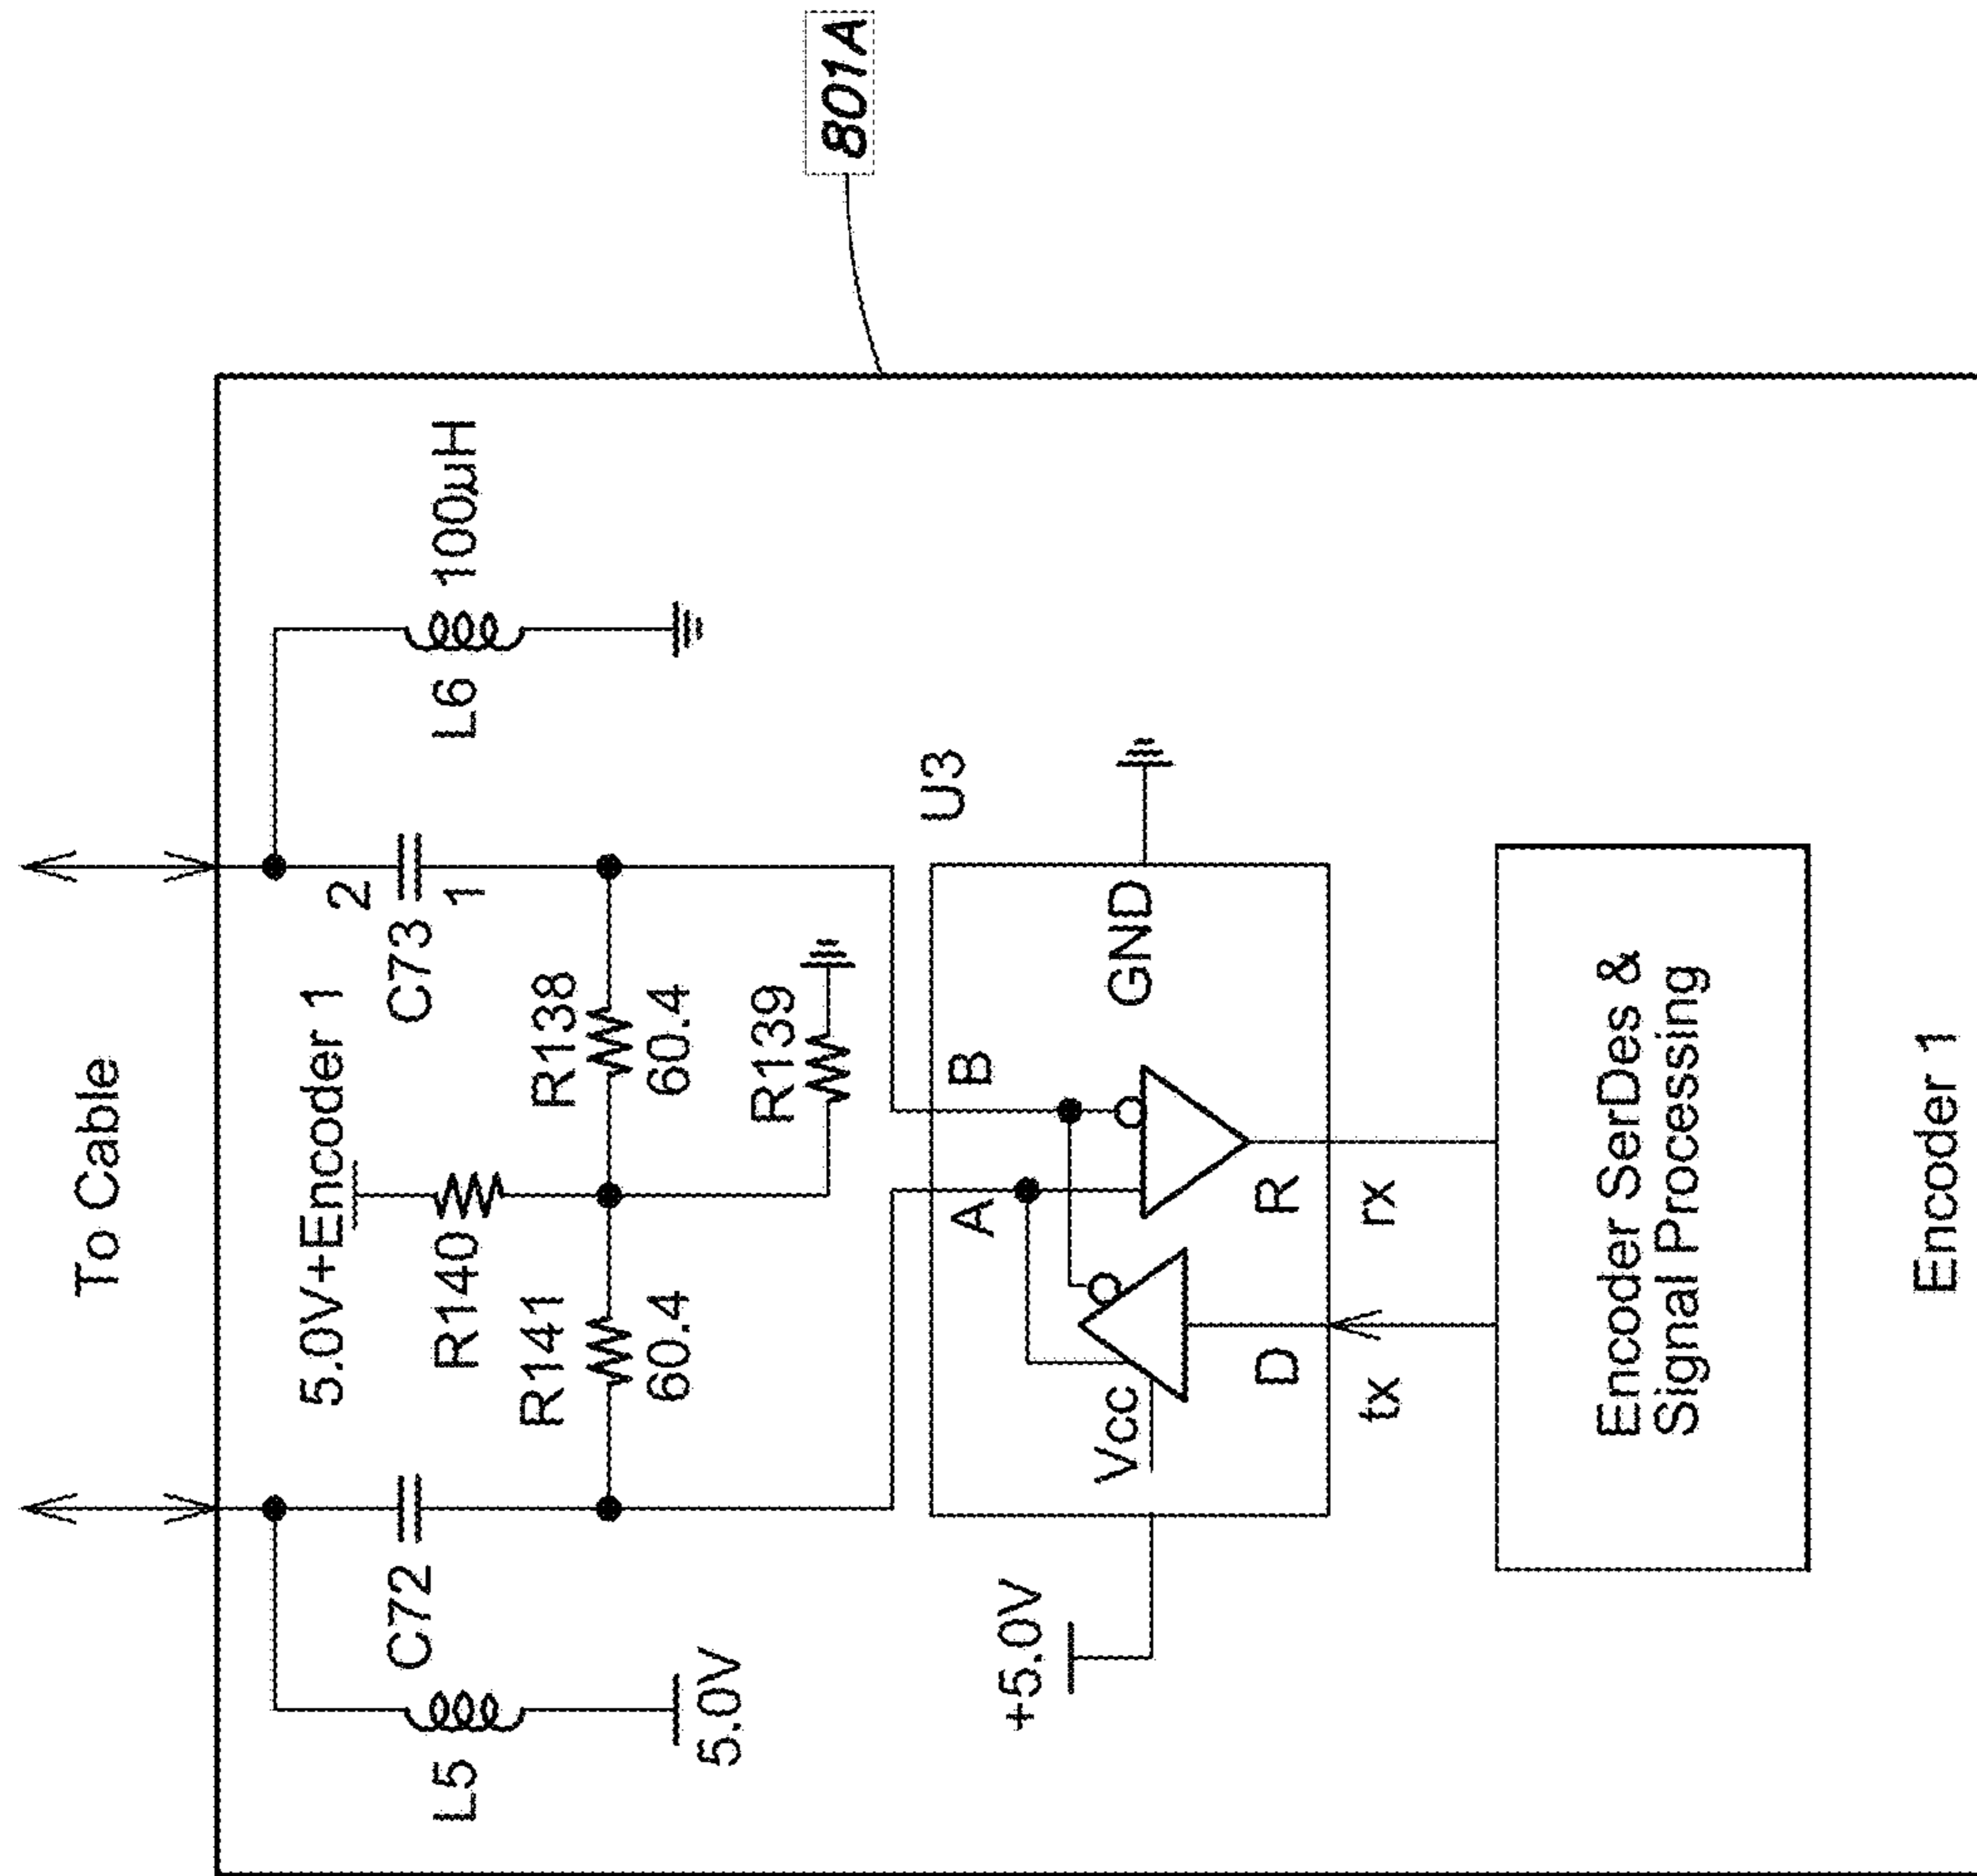 801A
To Cable
5.0V+Encoder 1
2
C73
1
L6 100µH
R140
R138
60.4
R141
60.4
R139
C72
L5
5.0V
U3
A
B
GND
Vcc
+5.0V
D
R
tx
rx
Encoder SerDes &
Signal Processing
Encoder 1